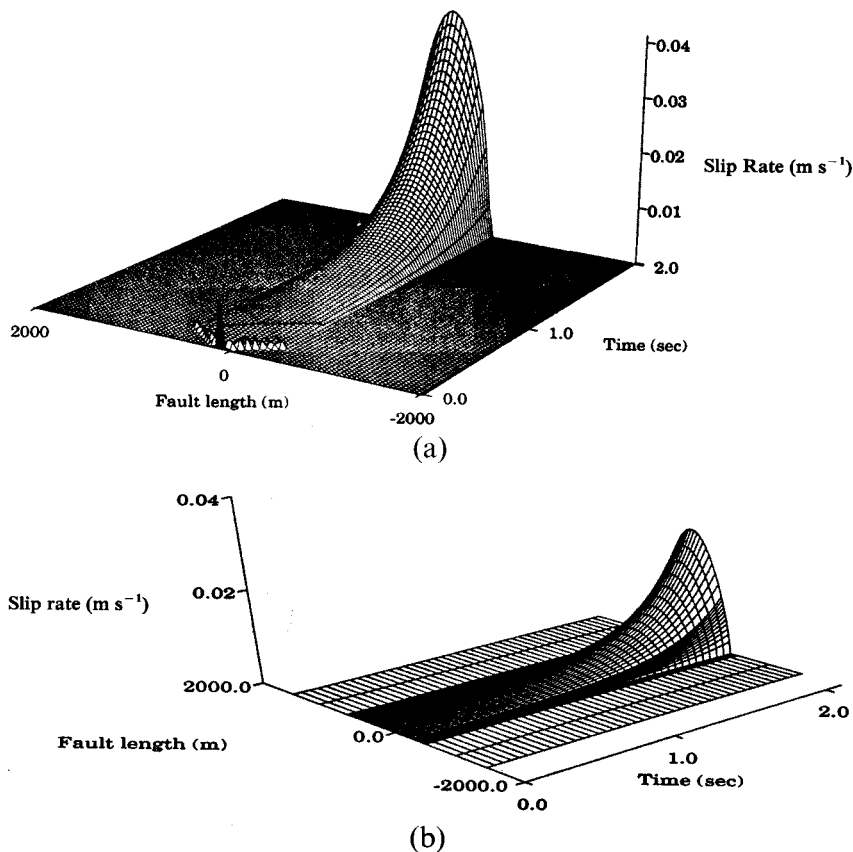 0.04
0.03
0.02
Slip Rate (m s⁻¹)
0.01
2.0
2000
1.0
Time (sec)
0
Fault length (m)
0.0
-2000
(a)
0.04
0.02
Slip rate (m s⁻¹)
2000.0
Fault length (m)
0.0
2.0
1.0
-2000.0
Time (sec)
0.0
(b)